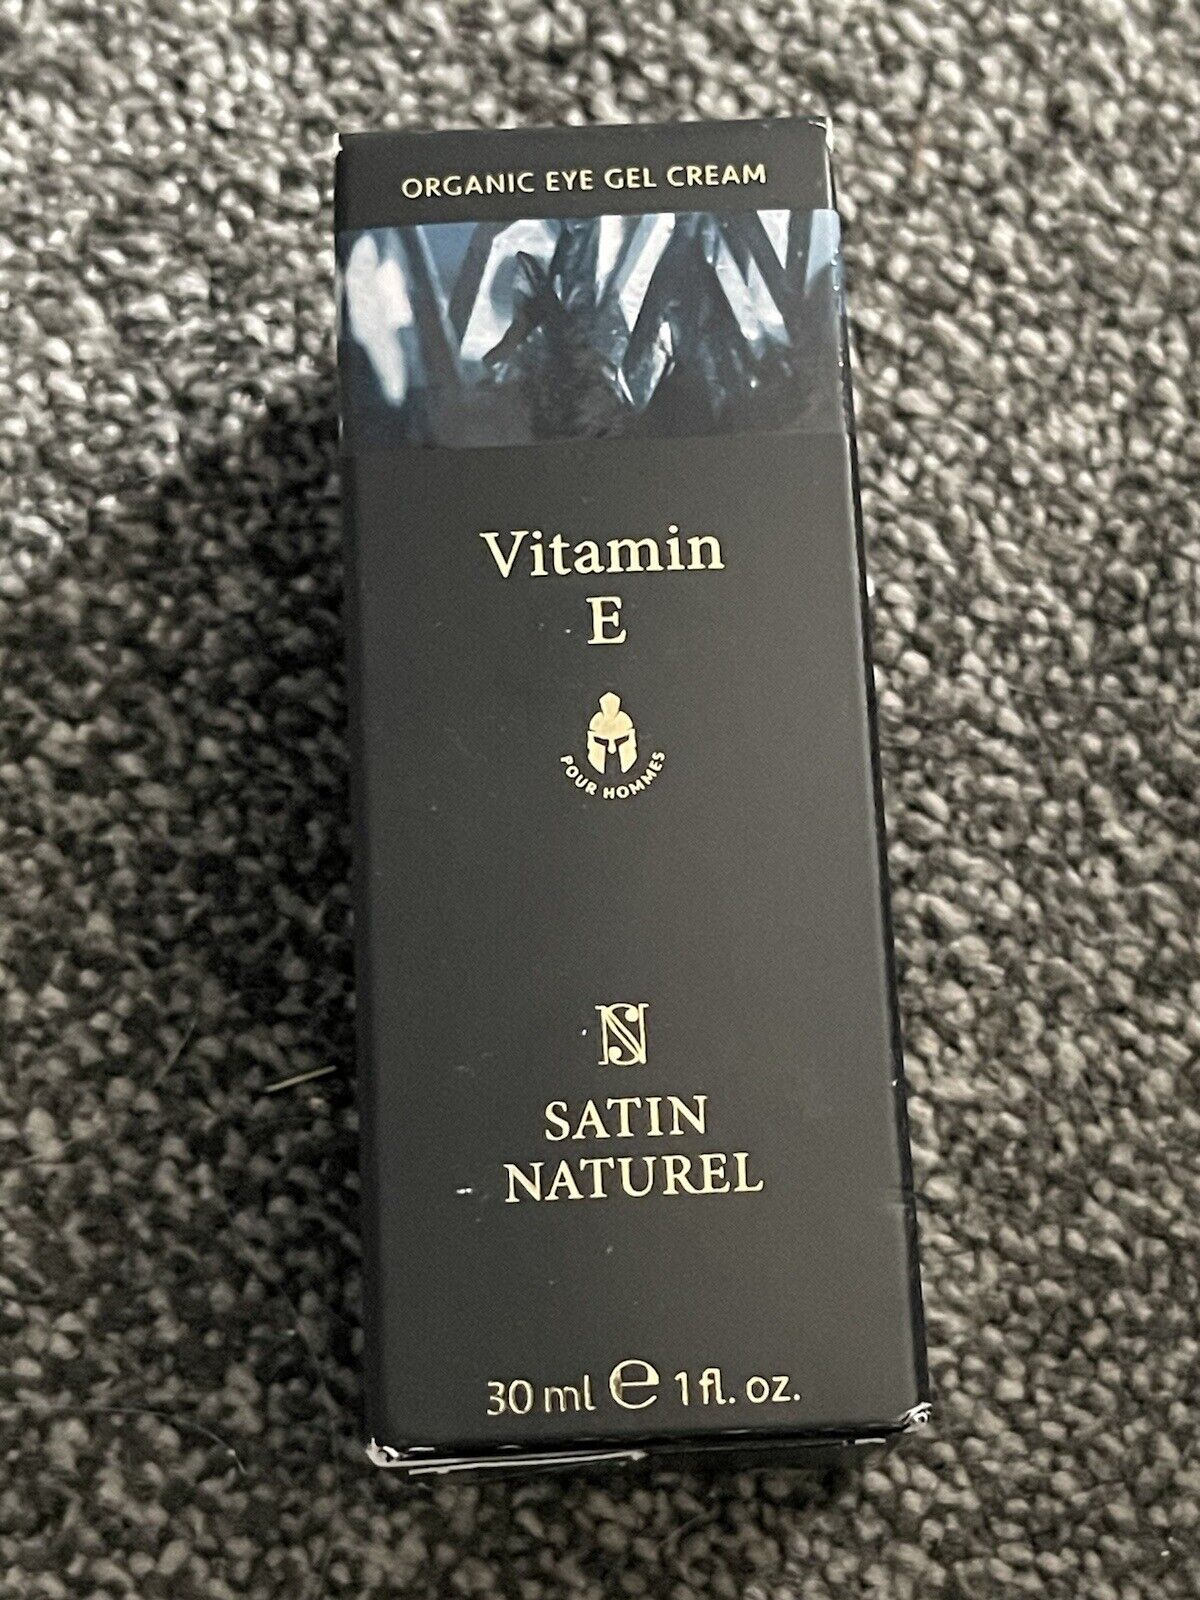 ORGANIC EYE GEL CREAM
Vitamin
E
POUR HOMMES
SN
SATIN
NATUREL
30 ml ℮ 1 fl. oz.